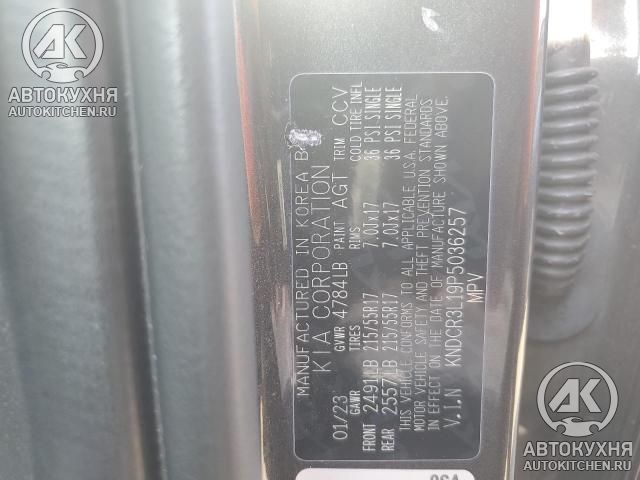 АВТОКУХНЯ
AUTOKITCHEN.RU
MANUFACTURED IN KOREA B
KIA CORPORATION
01/23 GVWR 4784LB PAINT AGT TRIM CCV
GAWR TIRES RIMS COLD TIRE INFL
FRONT 2491LB 215/55R17 7.0Jx17 36 PSI SINGLE
REAR 2557LB 215/55R17 7.0Jx17 36 PSI SINGLE
THIS VEHICLE CONFORMS TO ALL APPLICABLE U.S.A. FEDERAL
MOTOR VEHICLE SAFETY AND THEFT PREVENTION STANDARDS
IN EFFECT ON THE DATE OF MANUFACTURE SHOWN ABOVE.
V.I.N KNDCR3L19P5036257
MPV
AK
АВТОКУХНЯ
AUTOKITCHEN.RU